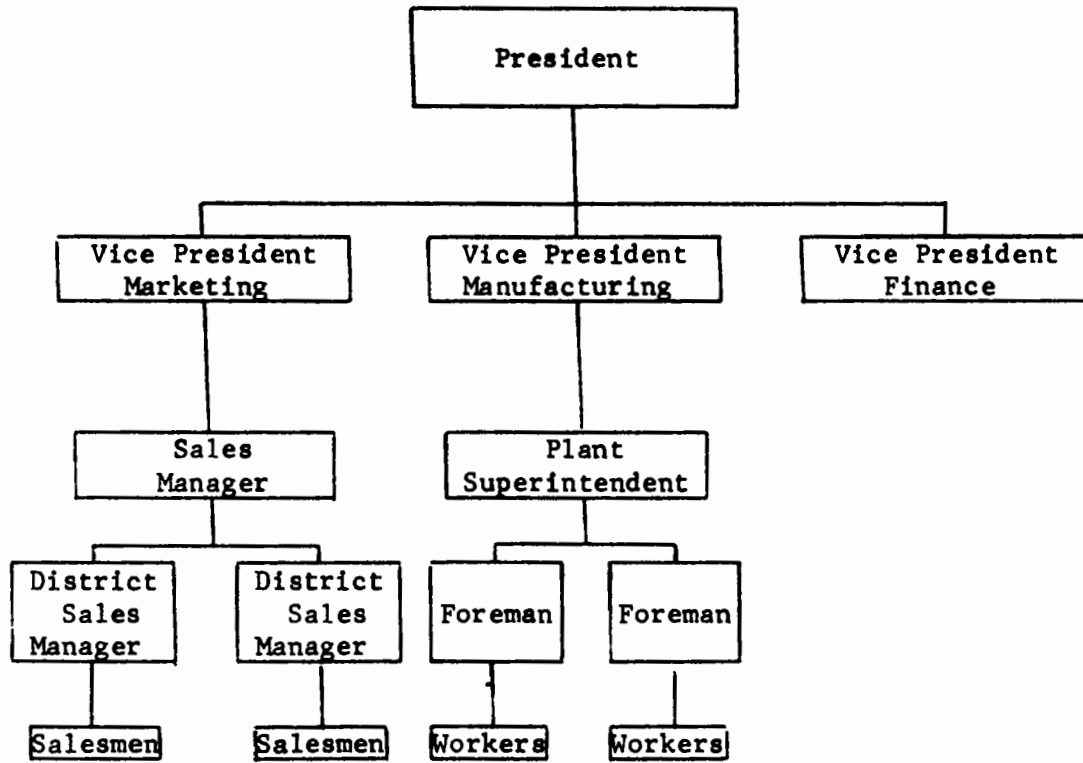 President
Vice President
Marketing
Vice President
Manufacturing
Vice President
Finance
Sales
Manager
Plant
Superintendent
District
Sales
Manager
District
Sales
Manager
Foreman
Foreman
Salesmen
Salesmen
Workers
Workers